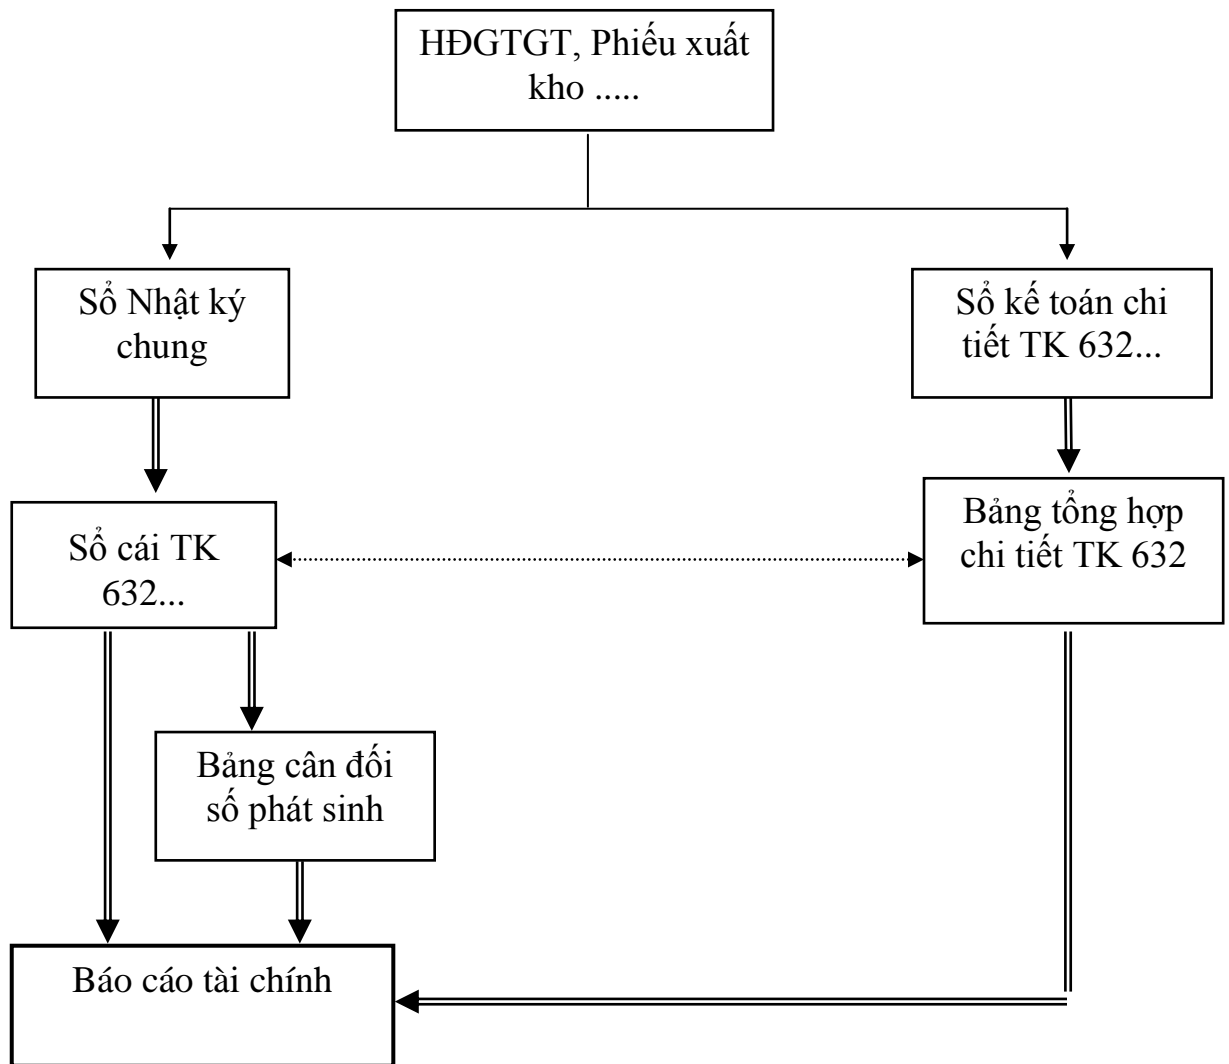 HĐGTGT, Phiếu xuất
kho .....
Sổ Nhật ký
chung
Sổ kế toán chi
tiết TK 632...
Sổ cái TK
632...
Bảng tổng hợp
chi tiết TK 632
Bảng cân đối
số phát sinh
Báo cáo tài chính